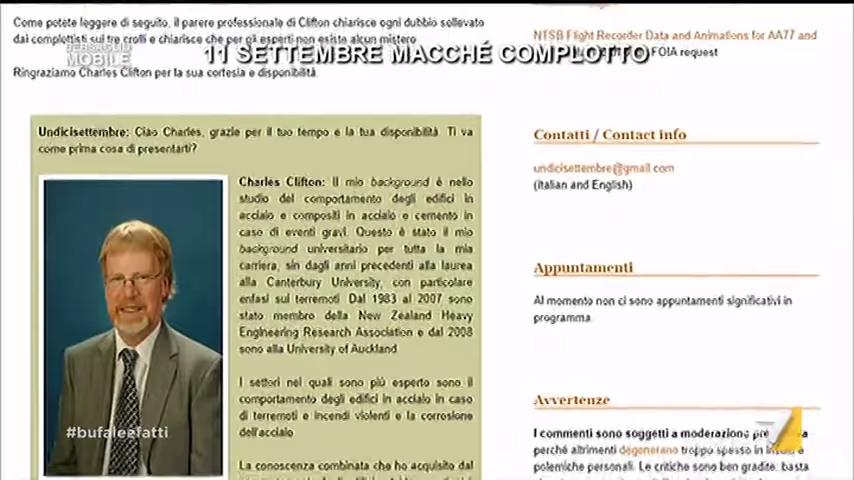 Come potete leggere di seguito, il parere professionale di Clifton chiarisce ogni dubbio sollevato
dai complottisti sui tre crolli e chiarisce che per gli esperti non esiste alcun mistero
BERSAGLIO
MOBILE
11 SETTEMBRE MACCHÉ COMPLOTTO
Ringraziamo Charles Clifton per la sua cortesia e disponibilità.
Undicisettembre: Ciao Charles, grazie per il tuo tempo e la tua disponibilità. Ti va
come prima cosa di presentarti?
Charles Clifton: Il mio background è nello
studio del comportamento degli edifici in
acciaio e compositi in acciaio e cemento in
caso di eventi gravi. Questo è stato il mio
background universitario per tutta la mia
carriera, sin dagli anni precedenti alla laurea
alla Canterbury University, con particolare
enfasi sui terremoti. Dal 1983 al 2007 sono
stato membro della New Zealand Heavy
Engineering Research Association e dal 2008
sono alla University of Auckland.
I settori nei quali sono più esperto sono il
comportamento degli edifici in acciaio in caso
di terremoti e incendi violenti e la corrosione
dell'acciaio.
La conoscenza combinata che ho acquisito dal
#bufaleefatti
NTSB Flight Recorder Data and Animations for AA77 and
FOIA request
Contatti / Contact info
undicisettembre@gmail.com
(Italian and English)
Appuntamenti
Al momento non ci sono appuntamenti significativi in
programma.
Avvertenze
I commenti sono soggetti a moderazione
perché altrimenti degenerano troppo spesso in
polemiche personali. Le critiche sono ben gradite, basta